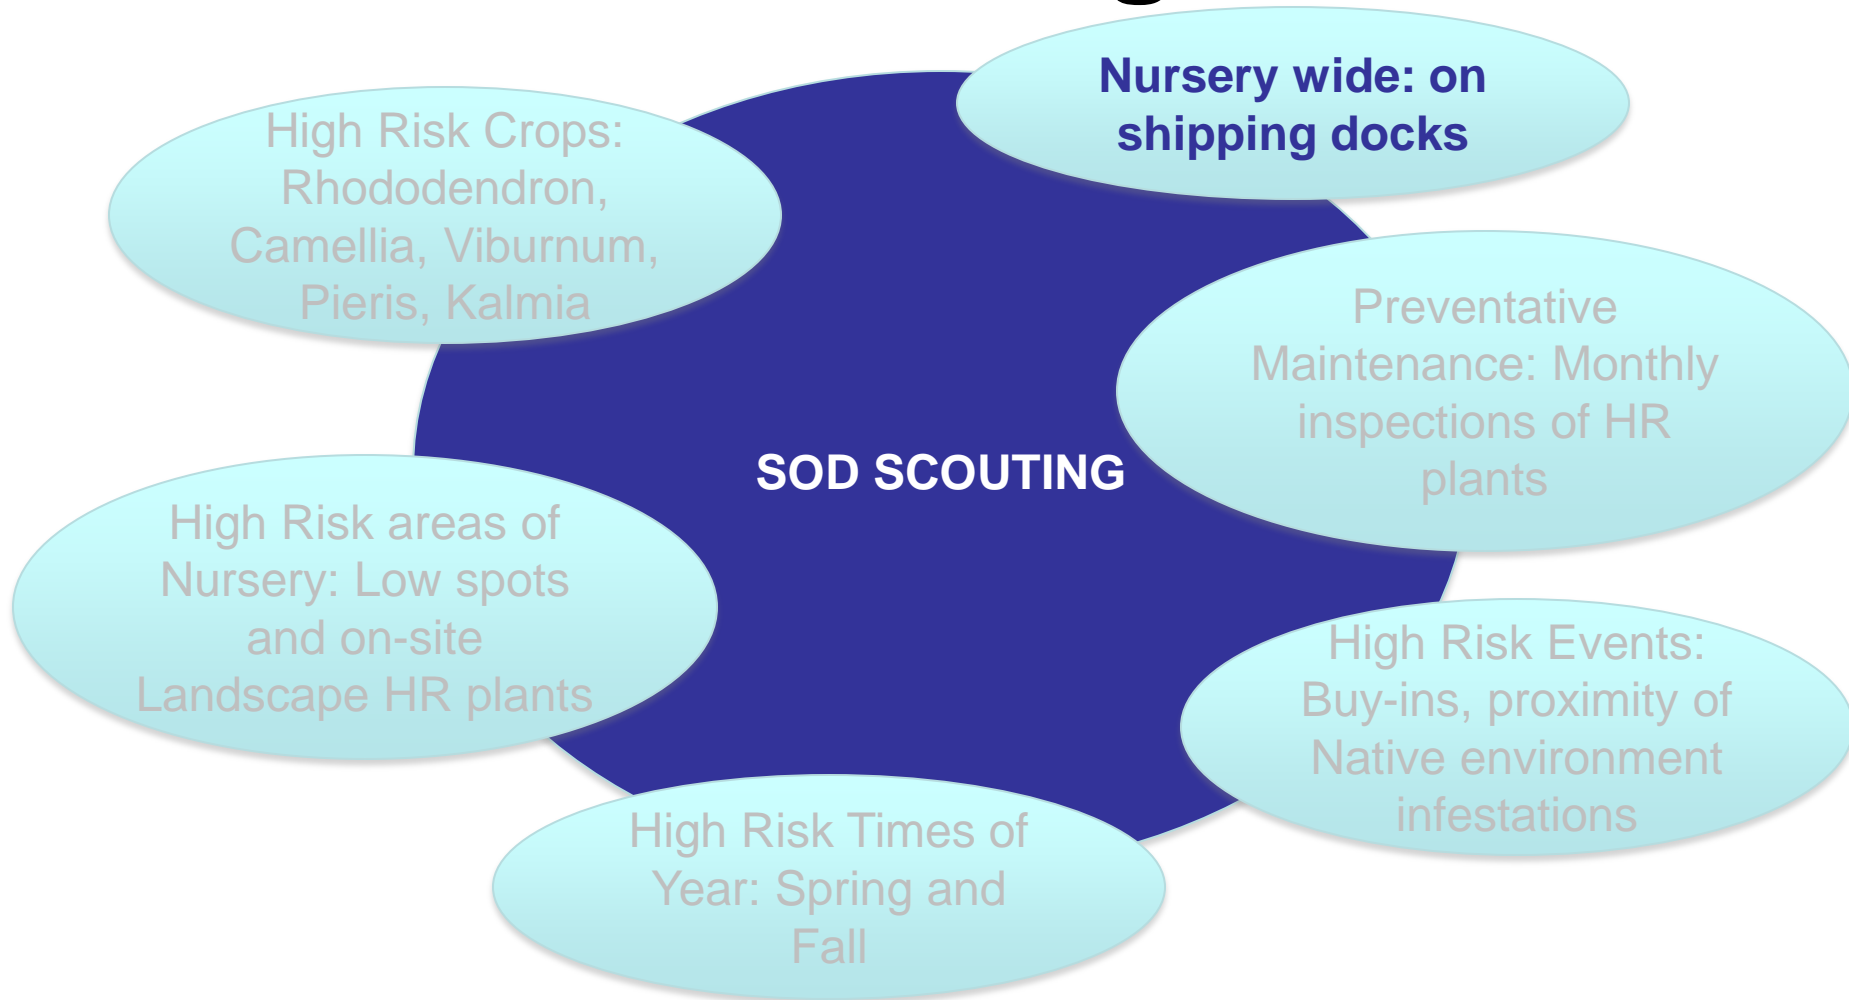 Nursery wide: on
shipping docks
High Risk Crops:
Rhododendron,
Camellia, Viburnum,
Pieris, Kalmia
Preventative
Maintenance: Monthly
inspections of HR
plants
SOD SCOUTING
High Risk areas of
Nursery: Low spots
and on-site
Landscape HR plants
High Risk Events:
Buy-ins, proximity of
Native environment
infestations
High Risk Times of
Year: Spring and
Fall